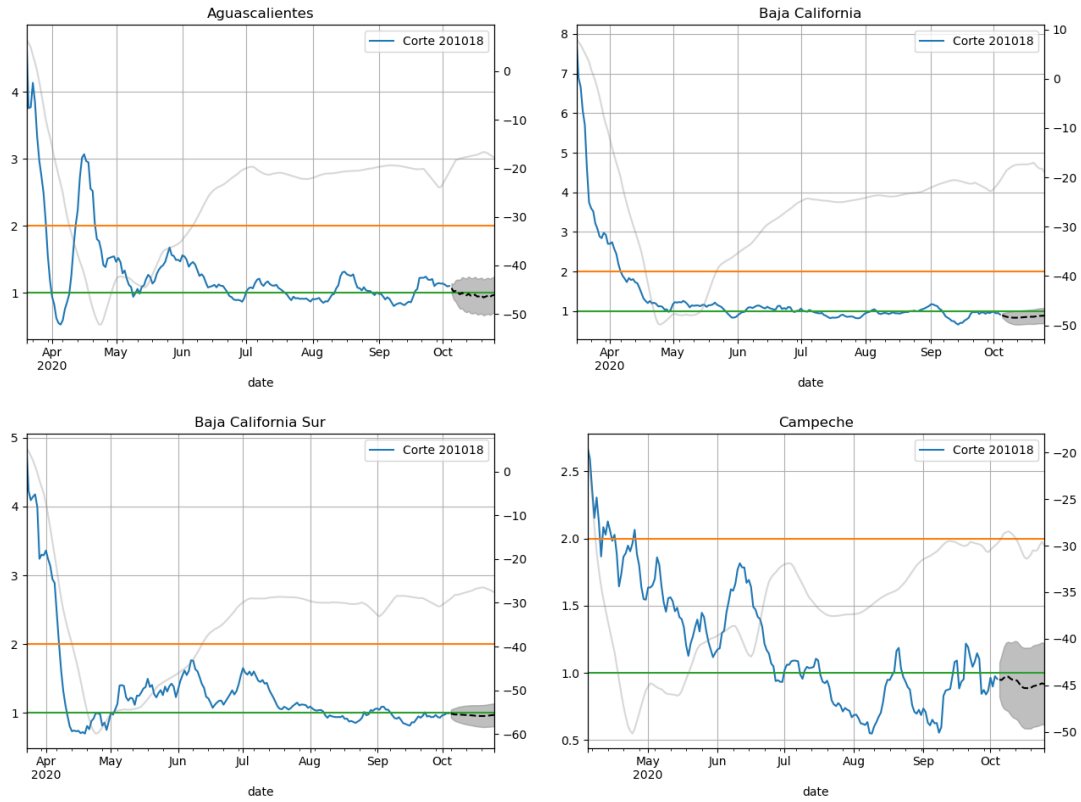 Aguascalientes
Corte 201018
4
3
2
1
0
−10
−20
−30
−40
−50
Apr
2020
May
Jun
Jul
Aug
Sep
Oct
date
Baja California
Corte 201018
8
7
6
5
4
3
2
1
10
0
−10
−20
−30
−40
−50
Apr
2020
May
Jun
Jul
Aug
Sep
Oct
date
Baja California Sur
Corte 201018
5
4
3
2
1
0
−10
−20
−30
−40
−50
−60
Apr
2020
May
Jun
Jul
Aug
Sep
Oct
date
Campeche
Corte 201018
2.5
2.0
1.5
1.0
0.5
−20
−25
−30
−35
−40
−45
−50
May
2020
Jun
Jul
Aug
Sep
Oct
date